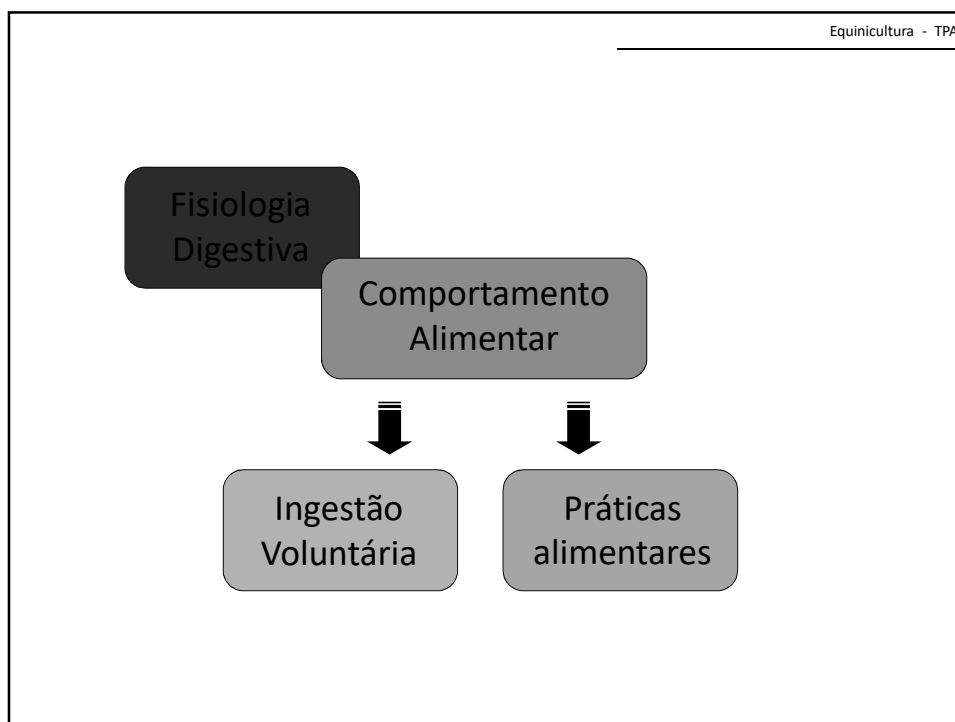 Equinicultura - TPA
Fisiologia
Digestiva
Comportamento
Alimentar
Ingestão
Voluntária
Práticas
alimentares